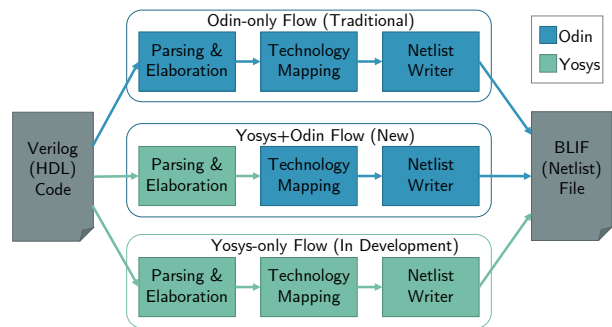 Odin-only Flow (Traditional)
Parsing &
Elaboration
Technology
Mapping
Netlist
Writer
Odin
Yosys
Verilog
(HDL)
Code
Yosys+Odin Flow (New)
Parsing &
Elaboration
Technology
Mapping
Netlist
Writer
BLIF
(Netlist)
File
Yosys-only Flow (In Development)
Parsing &
Elaboration
Technology
Mapping
Netlist
Writer